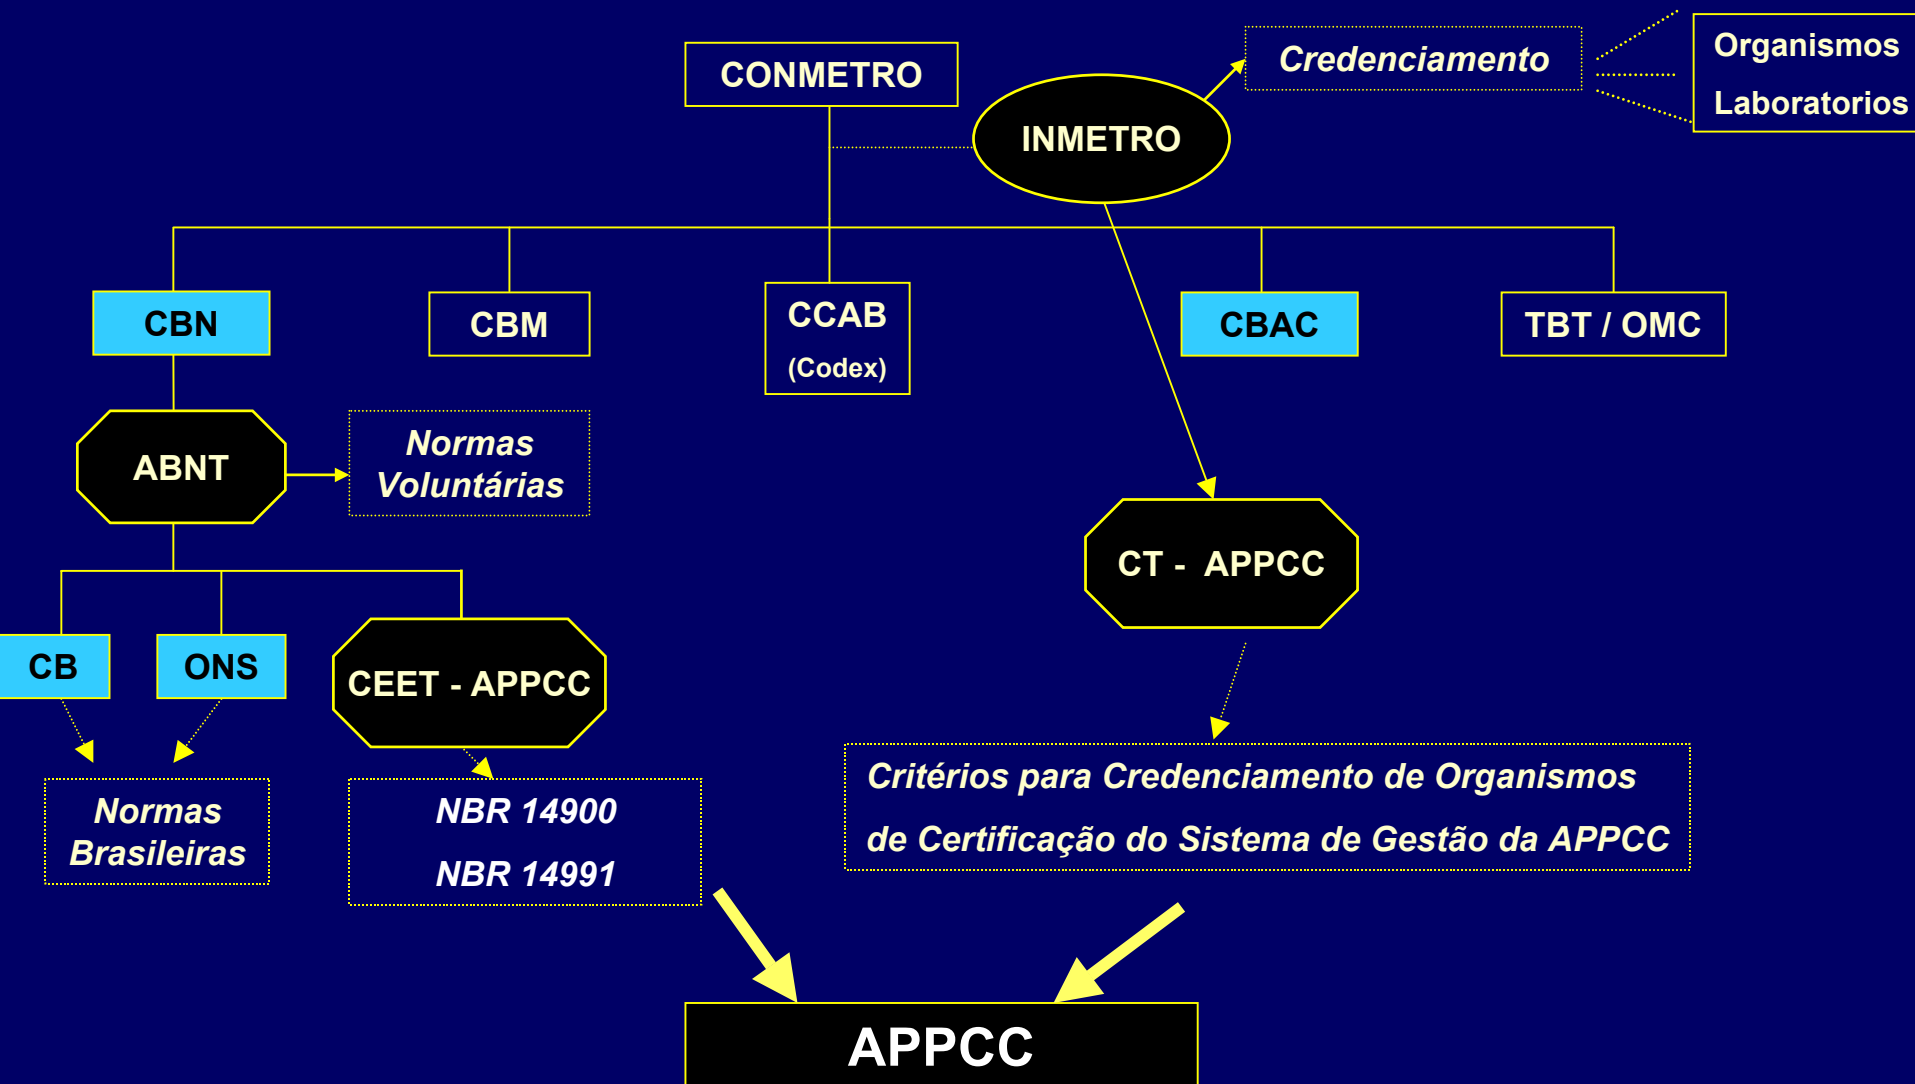 CONMETRO
INMETRO
Credenciamento
Organismos
Laboratorios
CBN
CBM
CCAB
(Codex)
CBAC
TBT / OMC
ABNT
Normas
Voluntárias
CT - APPCC
CB
ONS
CEET - APPCC
Normas
Brasileiras
NBR 14900
NBR 14991
Critérios para Credenciamento de Organismos
de Certificação do Sistema de Gestão da APPCC
APPCC